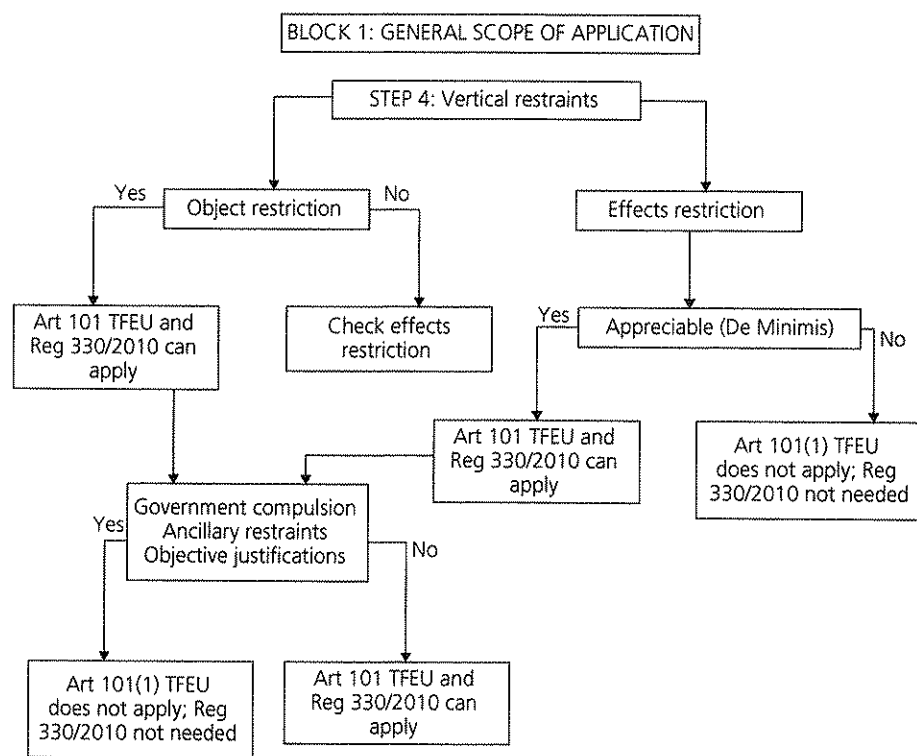 BLOCK 1: GENERAL SCOPE OF APPLICATION
STEP 4: Vertical restraints
Yes
Object restriction
No
Effects restriction
Art 101 TFEU and
Reg 330/2010 can
apply
Check effects
restriction
Yes
Appreciable (De Minimis)
No
Art 101 TFEU and
Reg 330/2010 can
apply
Art 101(1) TFEU
does not apply; Reg
330/2010 not needed
Yes
Government compulsion
Ancillary restraints
Objective justifications
No
Art 101(1) TFEU
does not apply; Reg
330/2010 not needed
Art 101 TFEU and
Reg 330/2010 can
apply